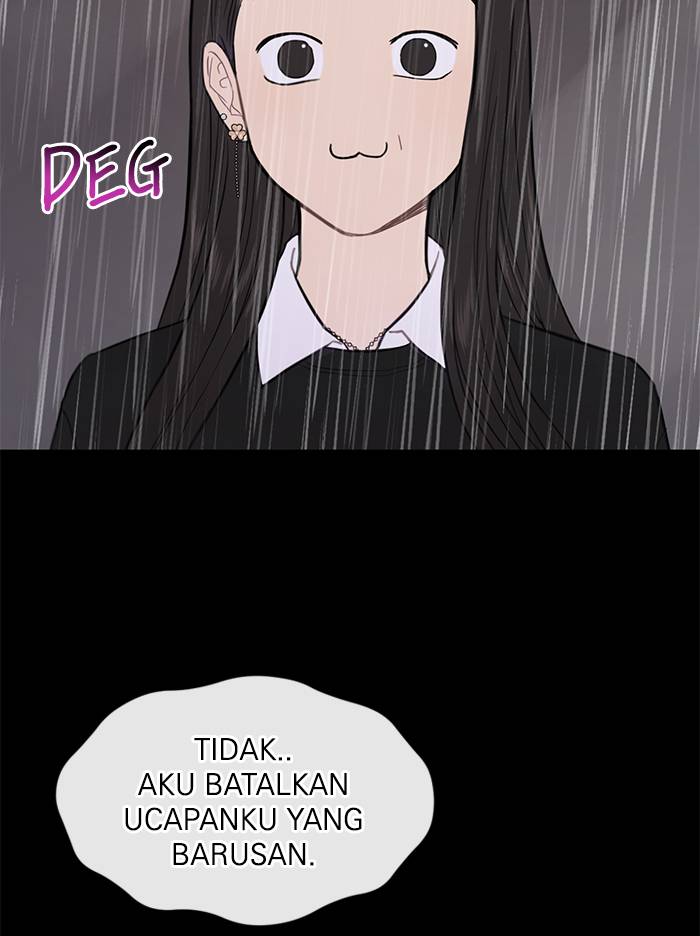 DEG
TIDAK..
AKU BATALKAN
UCAPANKU YANG
BARUSAN.